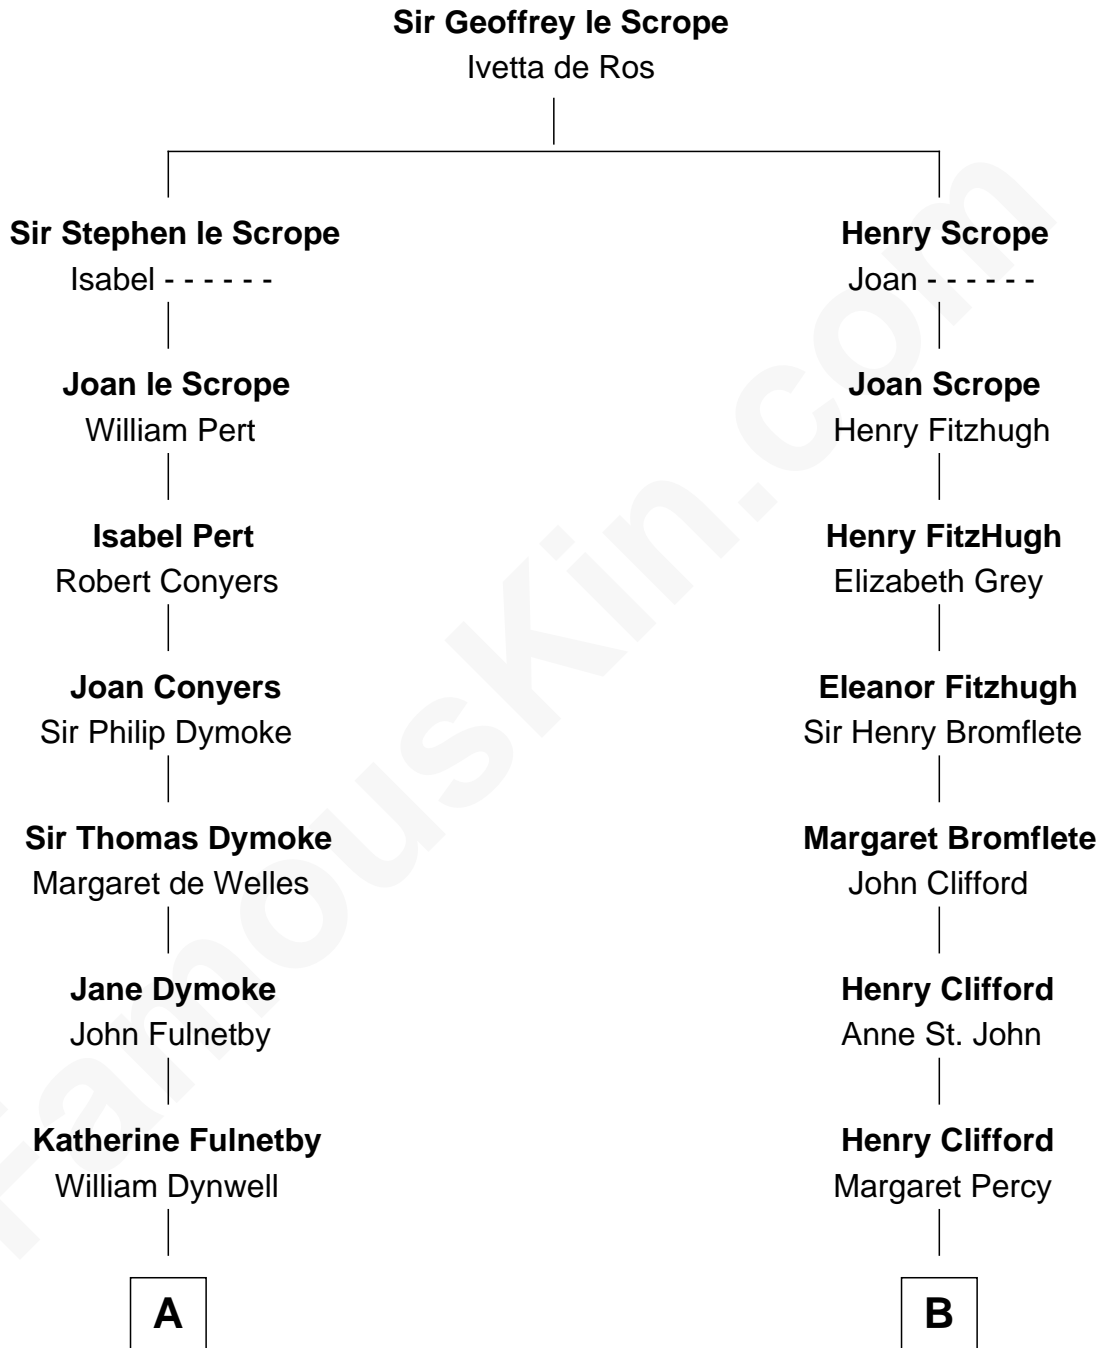 Sir Geoffrey le Scrope
Ivetta de Ros
Sir Stephen le Scrope
Isabel - - - - - -
Henry Scrope
Joan - - - - - -
Joan le Scrope
William Pert
Joan Scrope
Henry Fitzhugh
Isabel Pert
Robert Conyers
Henry FitzHugh
Elizabeth Grey
Joan Conyers
Sir Philip Dymoke
Eleanor Fitzhugh
Sir Henry Bromflete
Sir Thomas Dymoke
Margaret de Welles
Margaret Bromflete
John Clifford
Jane Dymoke
John Fulnetby
Henry Clifford
Anne St. John
Katherine Fulnetby
William Dynwell
Henry Clifford
Margaret Percy
A
B
FamousKin.com